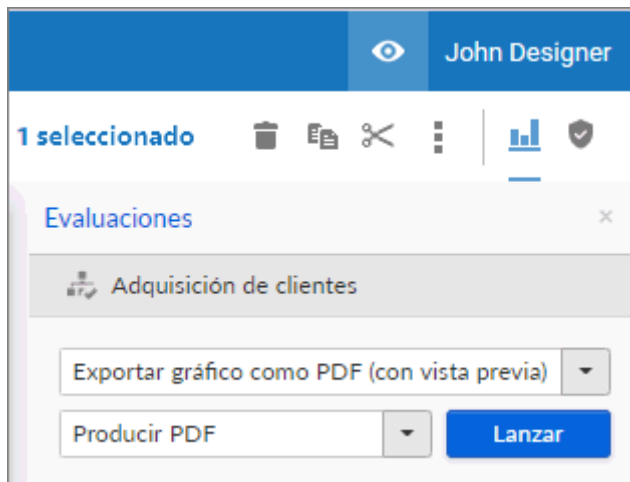 John Designer
1 seleccionado
Evaluaciones
Adquisición de clientes
Exportar gráfico como PDF (con vista previa)
Producir PDF
Lanzar